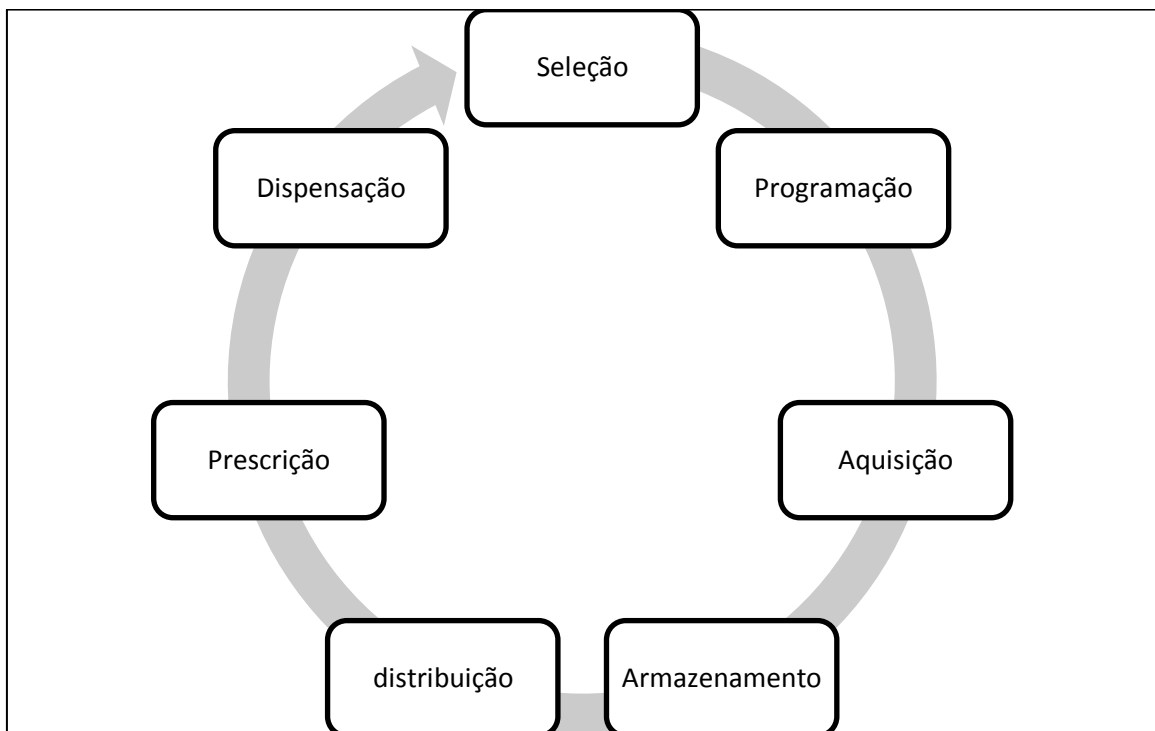 Seleção
Programação
Aquisição
Armazenamento
distribuição
Prescrição
Dispensação